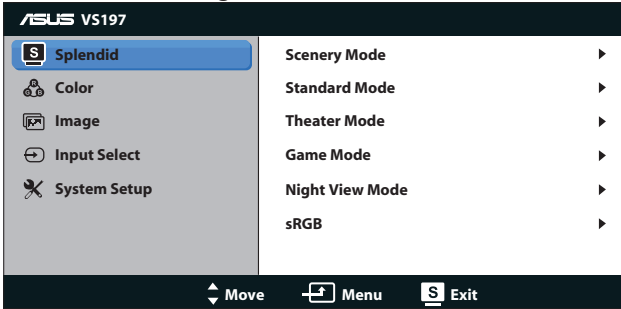 ASUS VS197
S Splendid
Color
Image
Input Select
System Setup
Scenery Mode
Standard Mode
Theater Mode
Game Mode
Night View Mode
sRGB
Move Menu S Exit